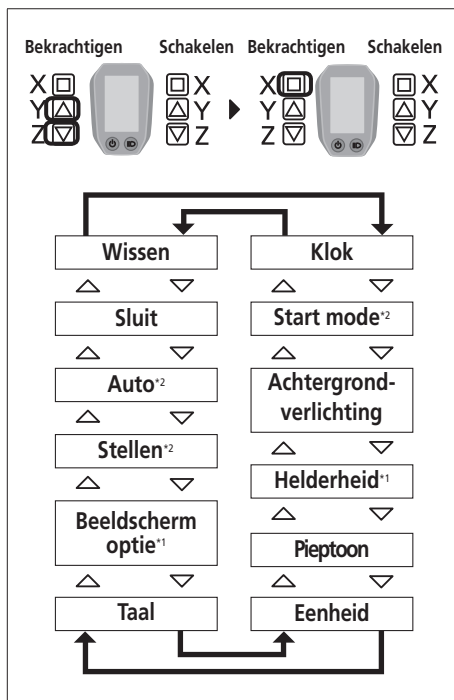 Bekrachtigen Schakelen Bekrachtigen Schakelen
X X X X
Y Y Y Y
Z Z Z Z
Wissen
Sluit
Auto*2
Stellen*2
Beeldscherm
optie*1
Taal
Klok
Start mode*2
Achtergrond-
verlichting
Helderheid*1
Pieptoon
Eenheid